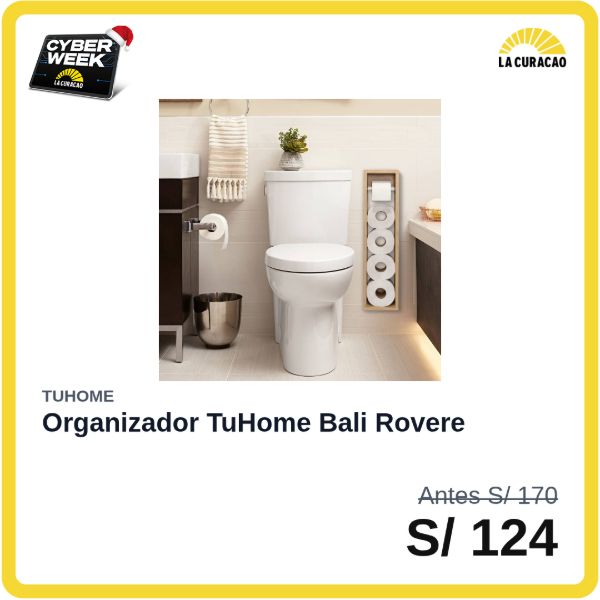 CYBER
WEEK
LA CURACAO
LA CURACAO
TUHOME
Organizador TuHome Bali Rovere
Antes S/ 170
S/ 124